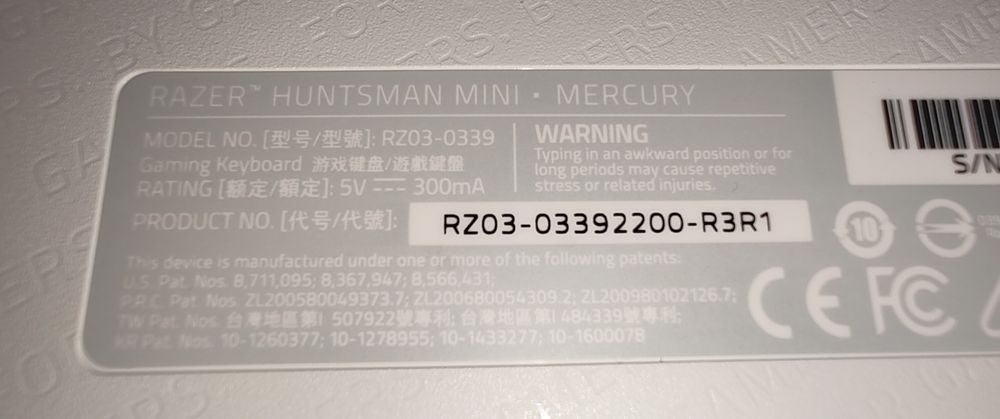 RAZER™ HUNTSMAN MINI • MERCURY
MODEL NO. [型号/型號]: RZ03-0339
Gaming Keyboard 游戏键盘/遊戲鍵盤
RATING [额定/額定]: 5V ⎓ 300mA
WARNING
Typing in an awkward position or for
long periods may cause repetitive
stress or related injuries.
PRODUCT NO. [代号/代號]: RZ03-03392200-R3R1
This device is manufactured under one or more of the following patents:
U.S. Pat. Nos. 8,711,095; 8,367,947; 8,566,431;
P.R.C. Pat. Nos. ZL200580049373.7; ZL200680054309.2; ZL200980102126.7;
TW Pat. Nos. 台灣地區第I 507922號專利; 台灣地區第I 484339號專利;
KR Pat. Nos. 10-1260377; 10-1278955; 10-1433277; 10-1600078
S/N
10
CE FC